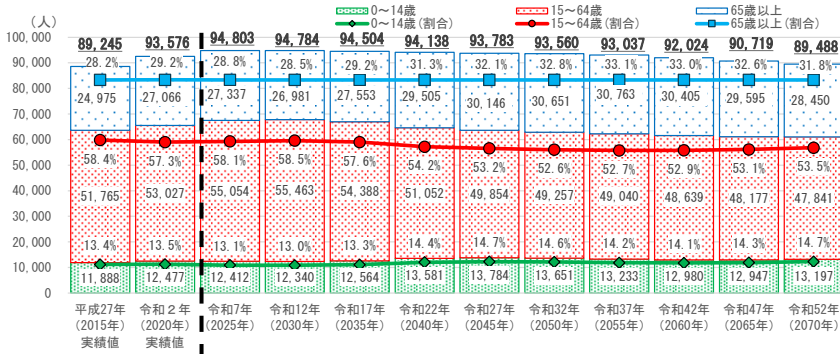 （人）
0～14歳 15～64歳 65歳以上
0～14歳（割合） 15～64歳（割合） 65歳以上（割合）
100,000
90,000
80,000
70,000
60,000
50,000
40,000
30,000
20,000
10,000
0
89,245 93,576 94,803 94,784 94,504 94,138 93,783 93,560 93,037 92,024 90,719 89,488
28.2% 29.2% 28.8% 28.5% 29.2% 31.3% 32.1% 32.8% 33.1% 33.0% 32.6% 31.8%
24,975 27,066 27,337 26,981 27,553 29,505 30,146 30,651 30,763 30,405 29,595 28,450
58.4% 57.3% 58.1% 58.5% 57.6% 54.2% 53.2% 52.6% 52.7% 52.9% 53.1% 53.5%
51,765 53,027 55,054 55,463 54,388 51,052 49,854 49,257 49,040 48,639 48,177 47,841
13.4% 13.5% 13.1% 13.0% 13.3% 14.4% 14.7% 14.6% 14.2% 14.1% 14.3% 14.7%
11,888 12,477 12,412 12,340 12,564 13,581 13,784 13,651 13,233 12,980 12,947 13,197
平成27年 令和２年 令和7年 令和12年 令和17年 令和22年 令和27年 令和32年 令和37年 令和42年 令和47年 令和52年
（2015年） （2020年） （2025年） （2030年） （2035年） （2040年） （2045年） （2050年） （2055年） （2060年） （2065年） （2070年）
実績値 実績値